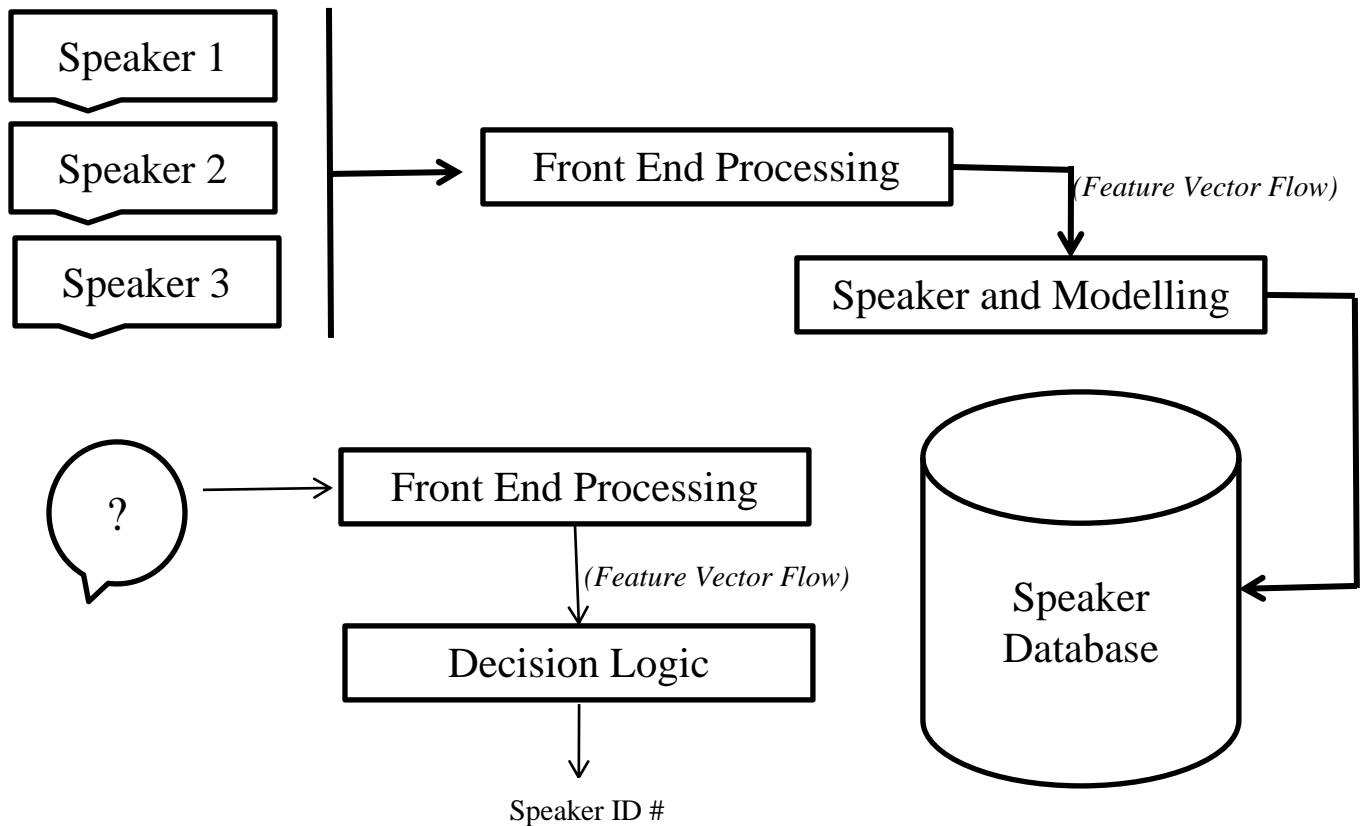 Speaker 1
Speaker 2
Speaker 3
Front End Processing
(Feature Vector Flow)
Speaker and Modelling
?
Front End Processing
(Feature Vector Flow)
Decision Logic
Speaker ID #
Speaker
Database